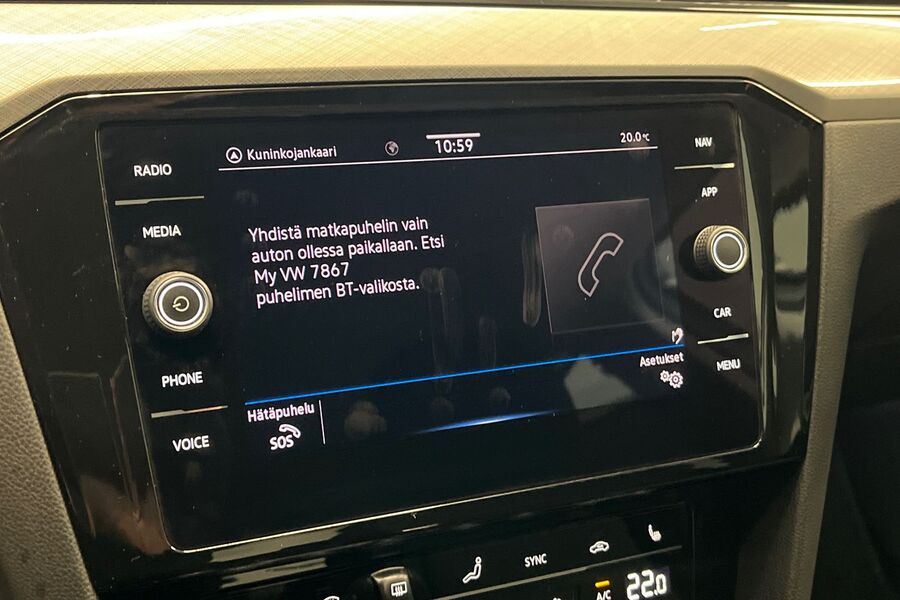 RADIO
MEDIA
PHONE
VOICE
Kuninkojankaari
10:59
20.0°C
Yhdistä matkapuhelin vain
auton ollessa paikallaan. Etsi
My VW 7867
puhelimen BT-valikosta.
Asetukset
Hätäpuhelu
SOS
NAV
APP
CAR
MENU
SYNC
A/C
22.0